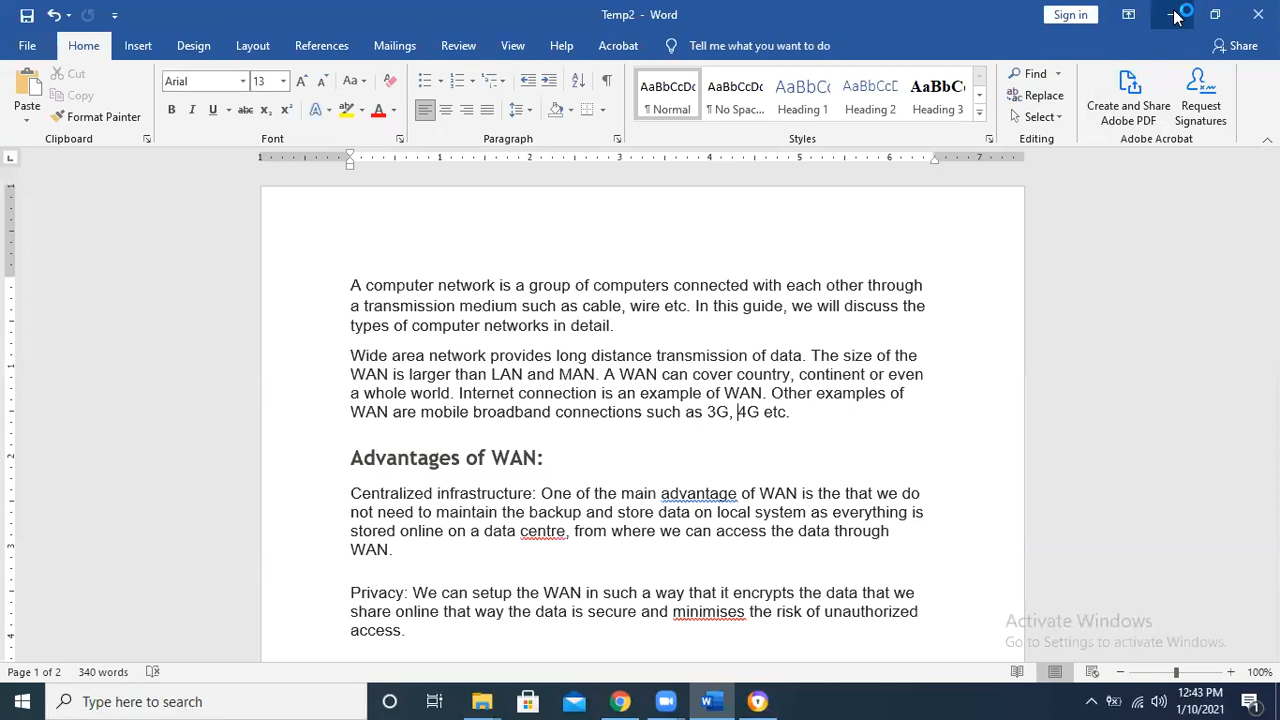 Temp2 - Word
Sign in
File Home Insert Design Layout References Mailings Review View Help Acrobat Tell me what you want to do Share
Paste
Cut
Copy
Format Painter
Clipboard
Arial 13
Font
Paragraph
AaBbCcDc AaBbCcDc AaBbC AaBbCcD AaBbC
¶ Normal ¶ No Spac... Heading 1 Heading 2 Heading 3
Styles
Find
Replace
Select
Editing
Create and Share Adobe PDF
Request Signatures
Adobe Acrobat
1 1 2 3 4 5 6 7
A computer network is a group of computers connected with each other through
a transmission medium such as cable, wire etc. In this guide, we will discuss the
types of computer networks in detail.
Wide area network provides long distance transmission of data. The size of the
WAN is larger than LAN and MAN. A WAN can cover country, continent or even
a whole world. Internet connection is an example of WAN. Other examples of
WAN are mobile broadband connections such as 3G, 4G etc.
Advantages of WAN:
Centralized infrastructure: One of the main advantage of WAN is the that we do
not need to maintain the backup and store data on local system as everything is
stored online on a data centre, from where we can access the data through
WAN.
Privacy: We can setup the WAN in such a way that it encrypts the data that we
share online that way the data is secure and minimises the risk of unauthorized
access.
Activate Windows
Go to Settings to activate Windows.
Page 1 of 2 340 words 100%
Type here to search
12:43 PM
1/10/2021